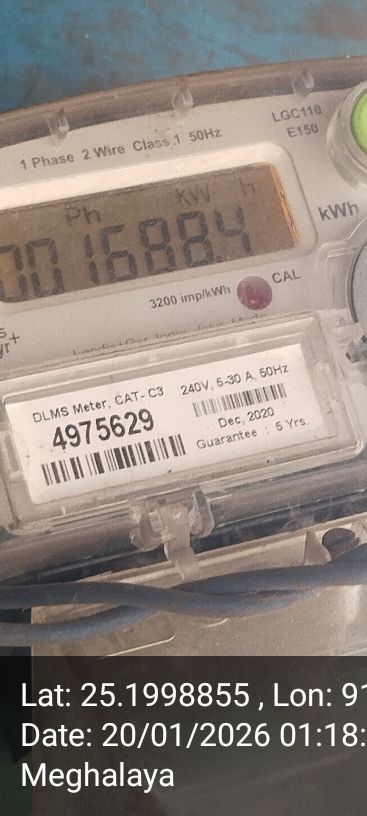 LGC110
E150
1 Phase 2 Wire Class.1 50Hz
kW h
Ph
kWh
001688.4
3200 imp/kWh
CAL
DLMS Meter, CAT- C3
240V, 5-30 A, 50Hz
4975629
Dec, 2020
Guarantee : 5 Yrs.
Lat: 25.1998855 , Lon: 91
Date: 20/01/2026 01:18:
Meghalaya